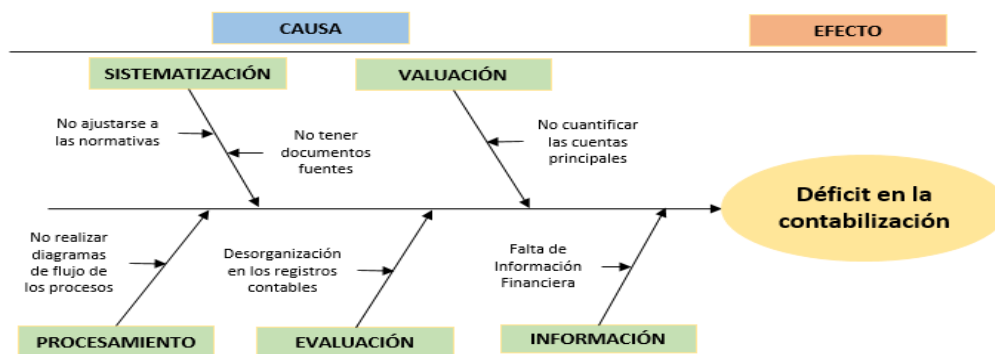 CAUSA
EFECTO
SISTEMATIZACIÓN
VALUACIÓN
No ajustarse a
las normativas
No tener
documentos
fuentes
No cuantificar
las cuentas
principales
Déficit en la
contabilización
No realizar
diagramas
de flujo de
los procesos
Desorganización
en los registros
contables
Falta de
Información
Financiera
PROCESAMIENTO
EVALUACIÓN
INFORMACIÓN